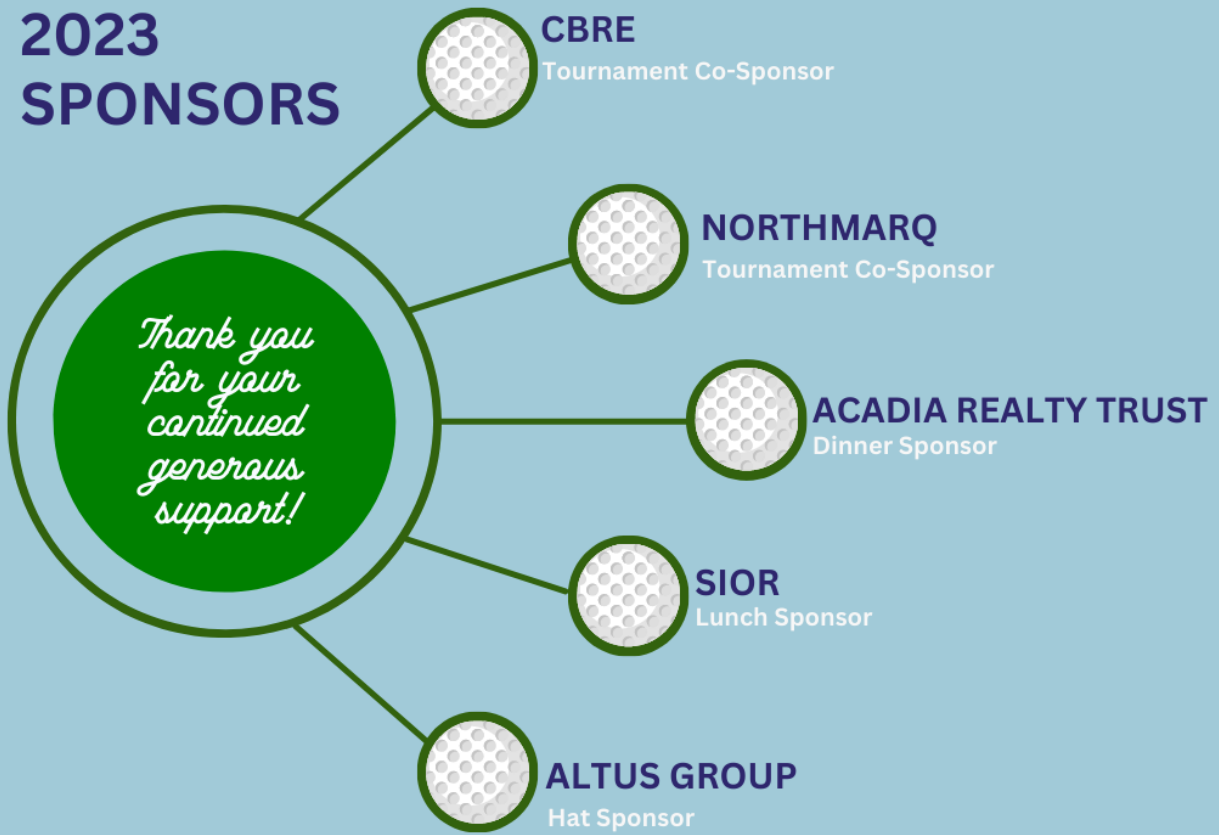 2023
SPONSORS
CBRE
Tournament Co-Sponsor
NORTHMARQ
Tournament Co-Sponsor
Thank you
for your
continued
generous
support!
ACADIA REALTY TRUST
Dinner Sponsor
SIOR
Lunch Sponsor
ALTUS GROUP
Hat Sponsor